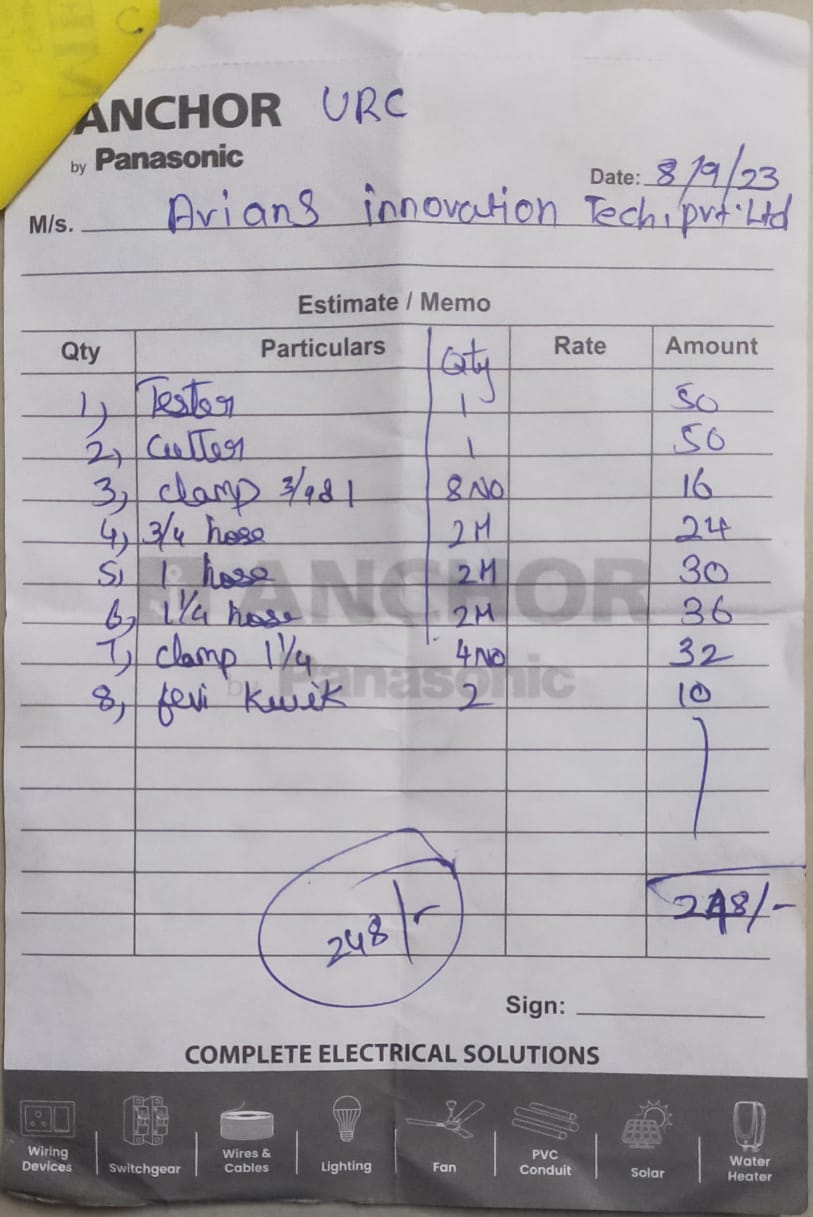 ANCHOR URC
by Panasonic
Date: 8/9/23
M/s. Arians innovation Tech, pvt. Ltd
Estimate / Memo
Qty Particulars Qty Rate Amount
1, Tester 1 50
2, Cutter 1 50
3, clamp 3/4&1 8 NO 16
4, 3/4 hose 2M 24
5, 1 hose 2M 30
6, 1 1/4 hose 2M 36
7, clamp 1 1/4 4 NO 32
8, fevi kwik 2 10
ANCHOR
by Panasonic
248/-
248/-
Sign:
COMPLETE ELECTRICAL SOLUTIONS
Wiring Devices Switchgear Wires & Cables Lighting Fan PVC Conduit Solar Water Heater